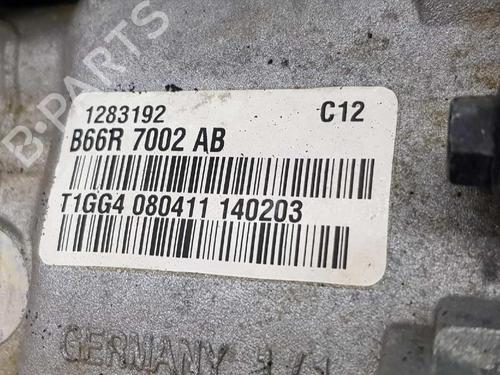 B-PARTS
1283192 C12
B66R 7002 AB
T1GG4 080411 140203
GERMANY